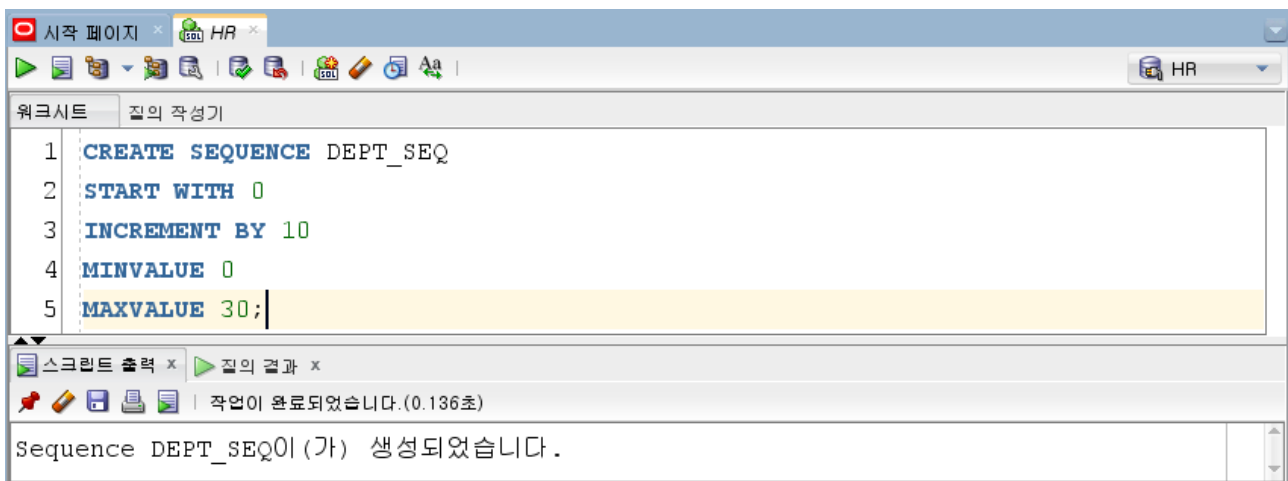 시작 페이지 HR
HR
워크시트 질의 작성기
1 CREATE SEQUENCE DEPT_SEQ
2 START WITH 0
3 INCREMENT BY 10
4 MINVALUE 0
5 MAXVALUE 30;
스크립트 출력 x 질의 결과 x
작업이 완료되었습니다.(0.136초)
Sequence DEPT_SEQ이(가) 생성되었습니다.